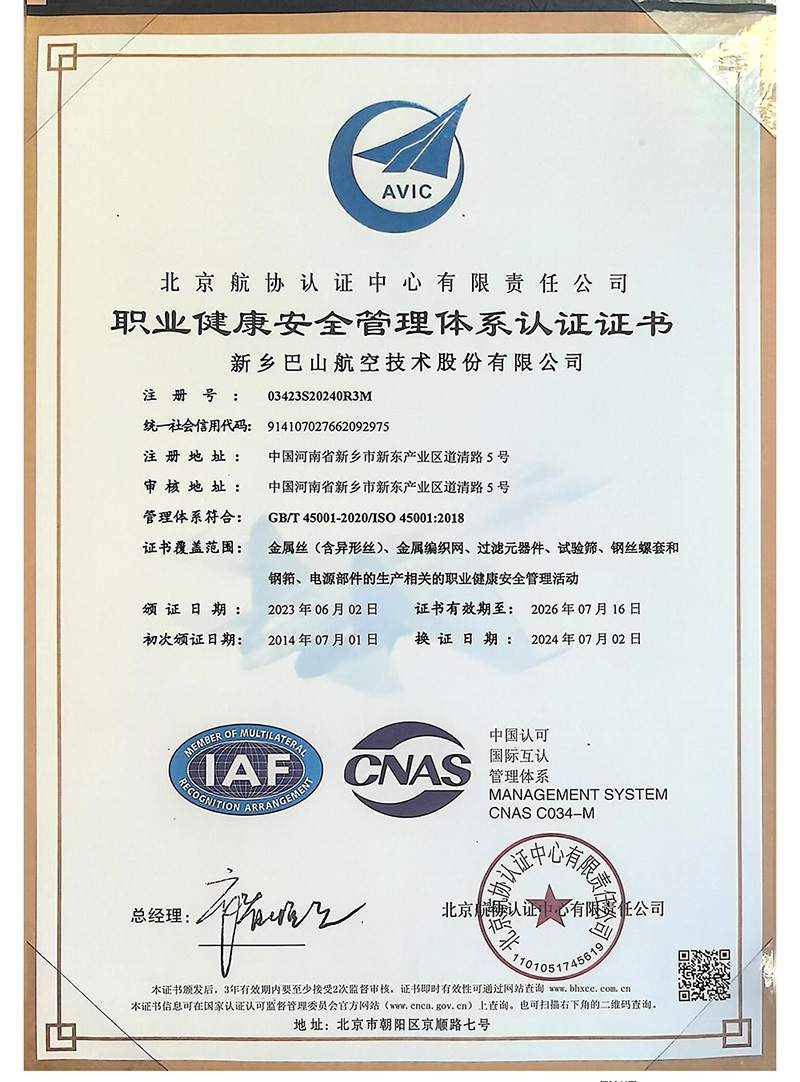 AVIC
北京航协认证中心有限责任公司
职业健康安全管理体系认证证书
新乡巴山航空技术股份有限公司
注册号： 03423S20240R3M
统一社会信用代码： 914107027662092975
注册地址： 中国河南省新乡市新东产业区道清路5号
审核地址： 中国河南省新乡市新东产业区道清路5号
管理体系符合： GB/T 45001-2020/ISO 45001:2018
证书覆盖范围： 金属丝（含异形丝）、金属编织网、过滤元器件、试验筛、钢丝螺套和
钢筘、电源部件的生产相关的职业健康安全管理活动
颁证日期： 2023年06月02日 证书有效期至： 2026年07月16日
初次颁证日期： 2014年07月01日 换证日期： 2024年07月02日
MEMBER OF MULTILATERAL
IAF
RECOGNITION ARRANGEMENT
CNAS
中国认可
国际互认
管理体系
MANAGEMENT SYSTEM
CNAS C034-M
总经理：
北京航协认证中心有限责任公司
北京航协认证中心有限责任公司
1101051745619
本证书颁发后，3年有效期内要至少接受2次监督审核，证书即时有效性可通过网站查询 www.bhxcc.com.cn
本证书信息可在国家认证认可监督管理委员会官方网站（www.cnca.gov.cn）上查询。也可扫描右下角的二维码查询。
地址：北京市朝阳区京顺路七号